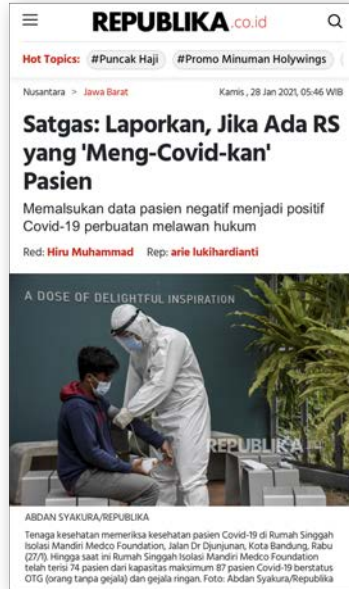 REPUBLIKA.co.id
Hot Topics: #Puncak Haji #Promo Minuman Holywings
Nusantara > Jawa Barat Kamis , 28 Jan 2021, 05:46 WIB
Satgas: Laporkan, Jika Ada RS
yang 'Meng-Covid-kan'
Pasien
Memalsukan data pasien negatif menjadi positif
Covid-19 perbuatan melawan hukum
Red: Hiru Muhammad Rep: arie lukihardianti
A DOSE OF DELIGHTFUL INSPIRATION
REPUBLIKA
ABDAN SYAKURA/REPUBLIKA
Tenaga kesehatan memeriksa kesehatan pasien Covid-19 di Rumah Singgah
Isolasi Mandiri Medco Foundation, Jalan Dr Djunjunan, Kota Bandung, Rabu
(27/1). Hingga saat ini Rumah Singgah Isolasi Mandiri Medco Foundation
telah terisi 74 pasien dari kapasitas maksimum 87 pasien Covid-19 berstatus
OTG (orang tanpa gejala) dan gejala ringan. Foto: Abdan Syakura/Republika